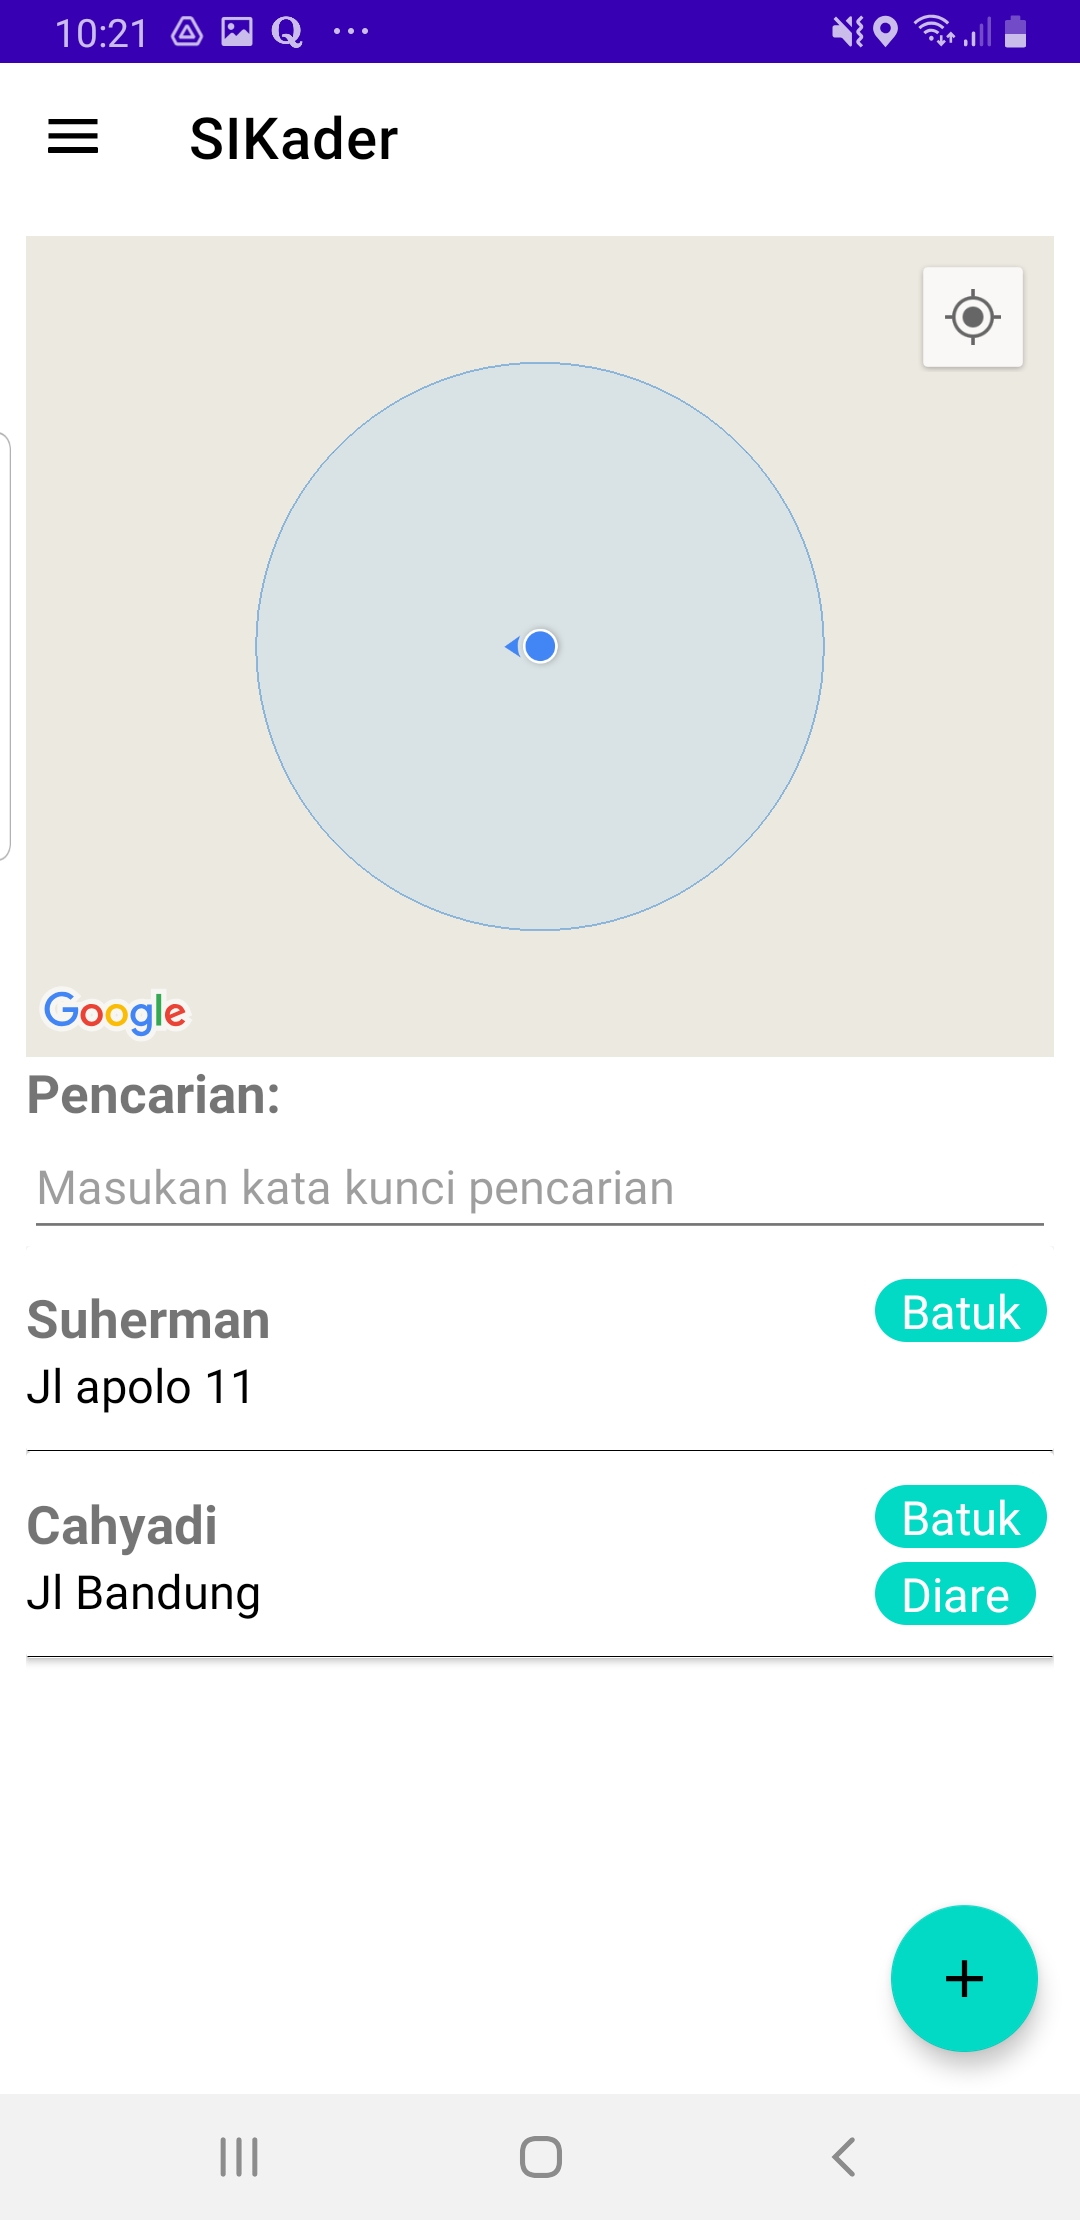 10:21
SIKader
Google
Pencarian:
Masukan kata kunci pencarian
Suherman
Batuk
Jl apolo 11
Cahyadi
Batuk
Jl Bandung
Diare